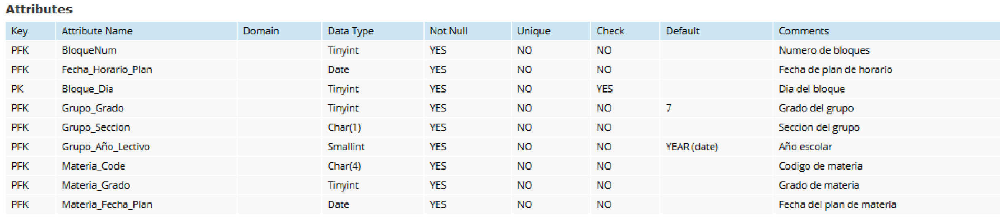 Attributes
Key Attribute Name Domain Data Type Not Null Unique Check Default Comments
PFK BloqueNum Tinyint YES NO NO Numero de bloques
PFK Fecha_Horario_Plan Date YES NO NO Fecha de plan de horario
PK Bloque_Dia Tinyint YES NO YES Dia del bloque
PFK Grupo_Grado Tinyint YES NO NO 7 Grado del grupo
PFK Grupo_Seccion Char(1) YES NO NO Seccion del grupo
PFK Grupo_Año_Lectivo Smallint YES NO NO YEAR (date) Año escolar
PFK Materia_Code Char(4) YES NO NO Codigo de materia
PFK Materia_Grado Tinyint YES NO NO Grado de materia
PFK Materia_Fecha_Plan Date YES NO NO Fecha del plan de materia